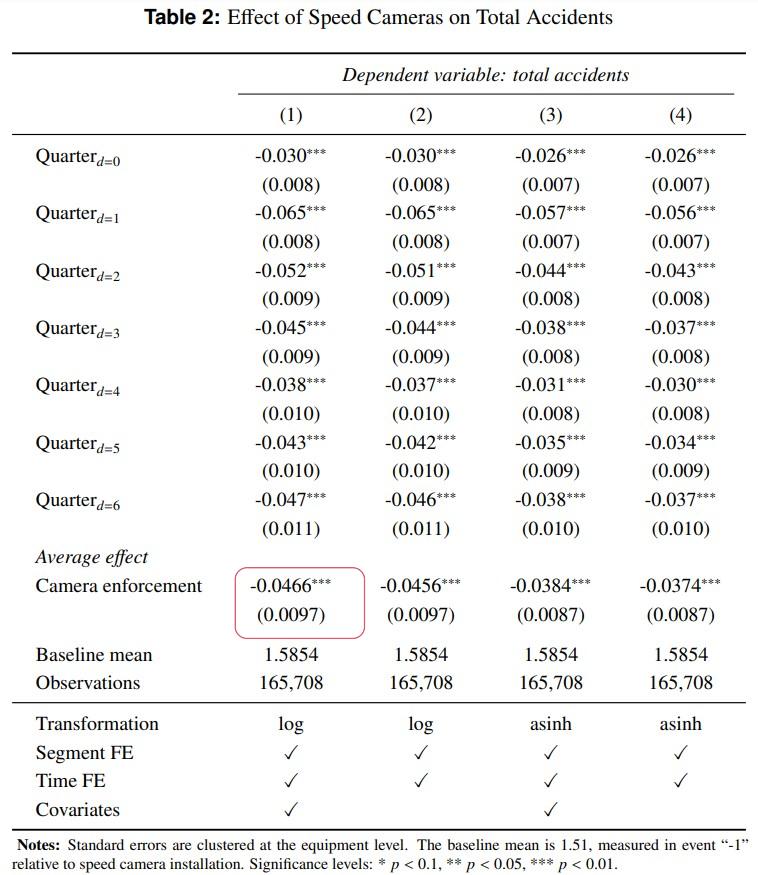 Table 2: Effect of Speed Cameras on Total Accidents
Dependent variable: total accidents
(1) (2) (3) (4)
Quarter_{d=0} -0.030*** -0.030*** -0.026*** -0.026***
(0.008) (0.008) (0.007) (0.007)
Quarter_{d=1} -0.065*** -0.065*** -0.057*** -0.056***
(0.008) (0.008) (0.007) (0.007)
Quarter_{d=2} -0.052*** -0.051*** -0.044*** -0.043***
(0.009) (0.009) (0.008) (0.008)
Quarter_{d=3} -0.045*** -0.044*** -0.038*** -0.037***
(0.009) (0.009) (0.008) (0.008)
Quarter_{d=4} -0.038*** -0.037*** -0.031*** -0.030***
(0.010) (0.010) (0.008) (0.008)
Quarter_{d=5} -0.043*** -0.042*** -0.035*** -0.034***
(0.010) (0.010) (0.009) (0.009)
Quarter_{d=6} -0.047*** -0.046*** -0.038*** -0.037***
(0.011) (0.011) (0.010) (0.010)
Average effect
Camera enforcement -0.0466*** -0.0456*** -0.0384*** -0.0374***
(0.0097) (0.0097) (0.0087) (0.0087)
Baseline mean 1.5854 1.5854 1.5854 1.5854
Observations 165,708 165,708 165,708 165,708
Transformation log log asinh asinh
Segment FE ✓ ✓ ✓ ✓
Time FE ✓ ✓ ✓ ✓
Covariates ✓ ✓
Notes: Standard errors are clustered at the equipment level. The baseline mean is 1.51, measured in event “-1”
relative to speed camera installation. Significance levels: * p < 0.1, ** p < 0.05, *** p < 0.01.